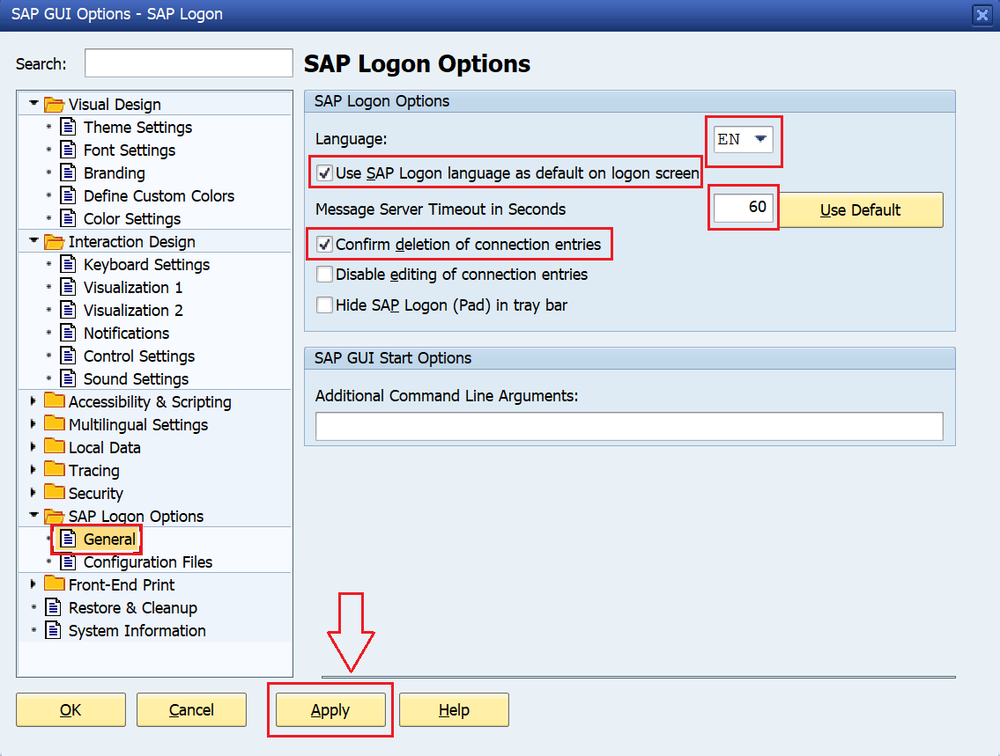 SAP GUI Options - SAP Logon
Search:
Visual Design
Theme Settings
Font Settings
Branding
Define Custom Colors
Color Settings
Interaction Design
Keyboard Settings
Visualization 1
Visualization 2
Notifications
Control Settings
Sound Settings
Accessibility & Scripting
Multilingual Settings
Local Data
Tracing
Security
SAP Logon Options
General
Configuration Files
Front-End Print
Restore & Cleanup
System Information
SAP Logon Options
SAP Logon Options
Language: EN
Use SAP Logon language as default on logon screen
Message Server Timeout in Seconds 60 Use Default
Confirm deletion of connection entries
Disable editing of connection entries
Hide SAP Logon (Pad) in tray bar
SAP GUI Start Options
Additional Command Line Arguments:
OK Cancel Apply Help